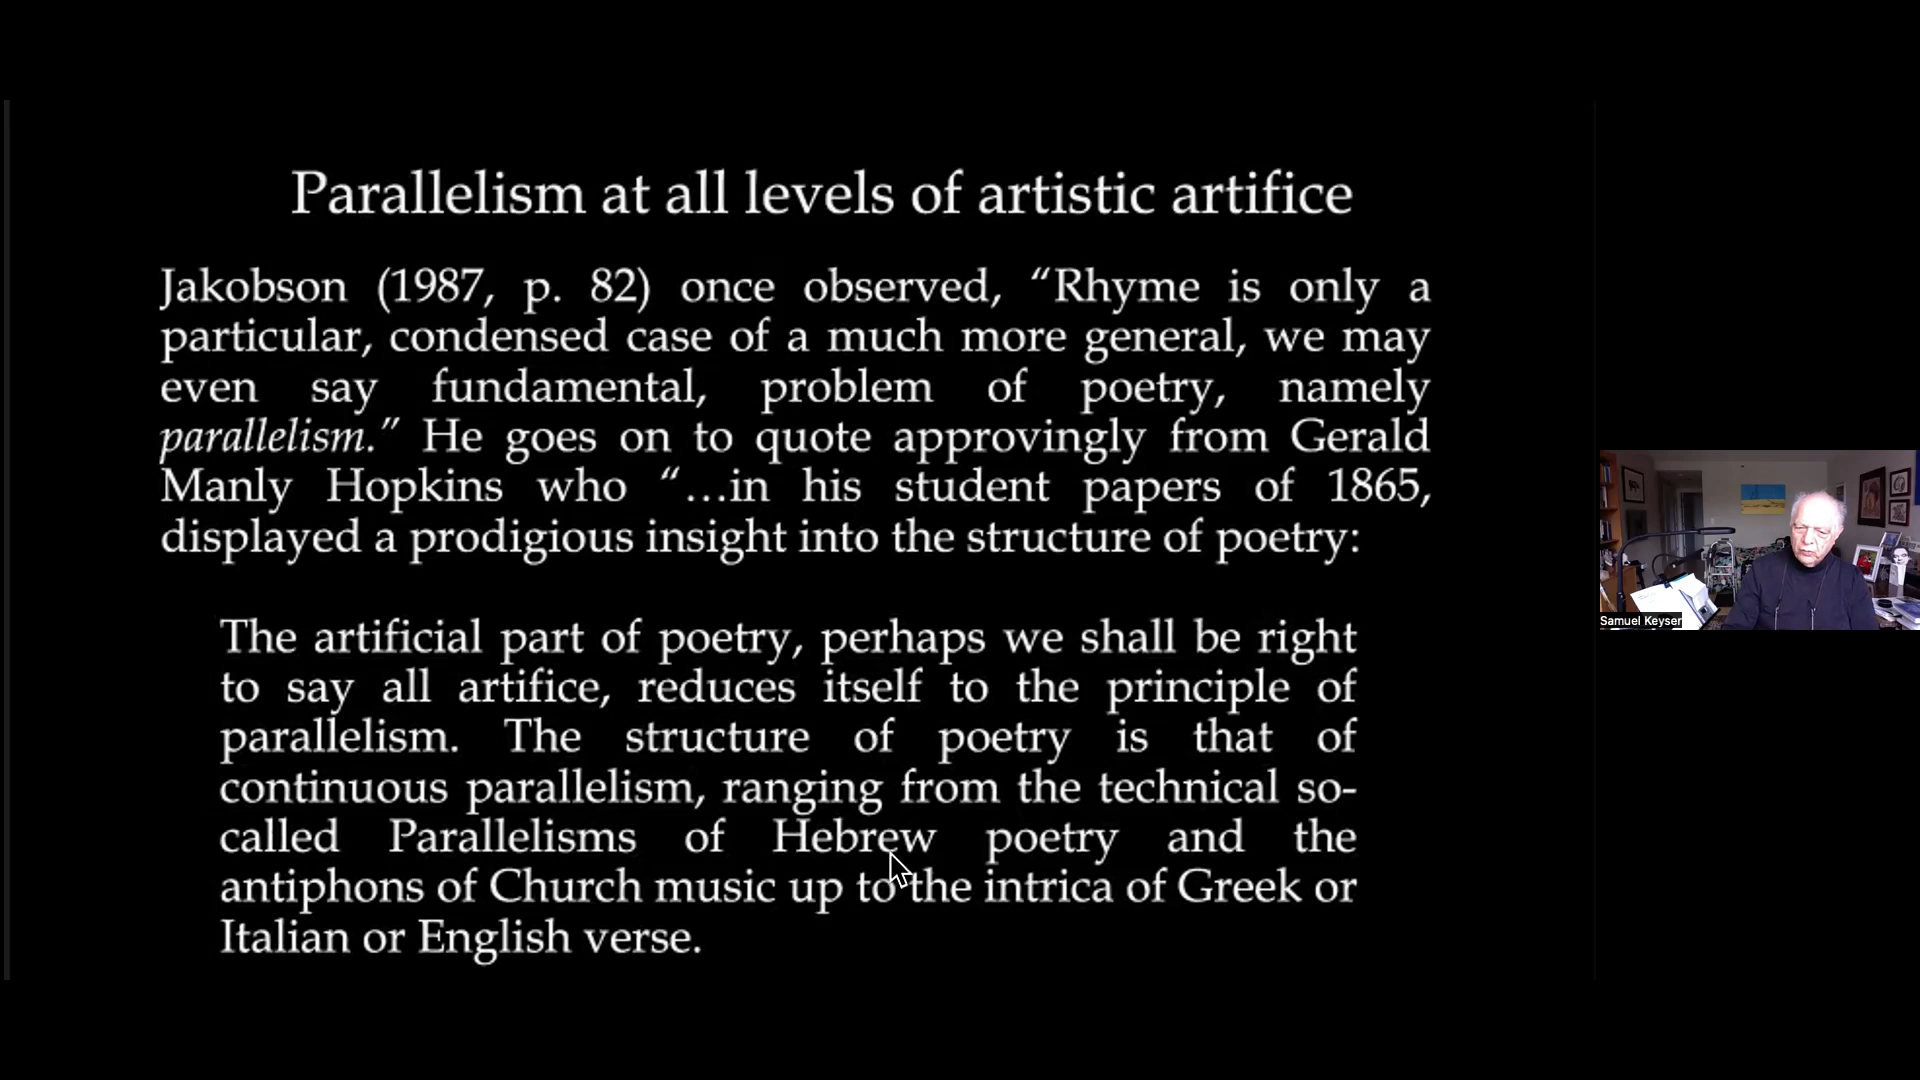 Parallelism at all levels of artistic artifice
Jakobson (1987, p. 82) once observed, “Rhyme is only a
particular, condensed case of a much more general, we may
even say fundamental, problem of poetry, namely
parallelism.” He goes on to quote approvingly from Gerald
Manly Hopkins who “…in his student papers of 1865,
displayed a prodigious insight into the structure of poetry:
The artificial part of poetry, perhaps we shall be right
to say all artifice, reduces itself to the principle of
parallelism. The structure of poetry is that of
continuous parallelism, ranging from the technical so-
called Parallelisms of Hebrew poetry and the
antiphons of Church music up to the intrica of Greek or
Italian or English verse.
Samuel Keyser